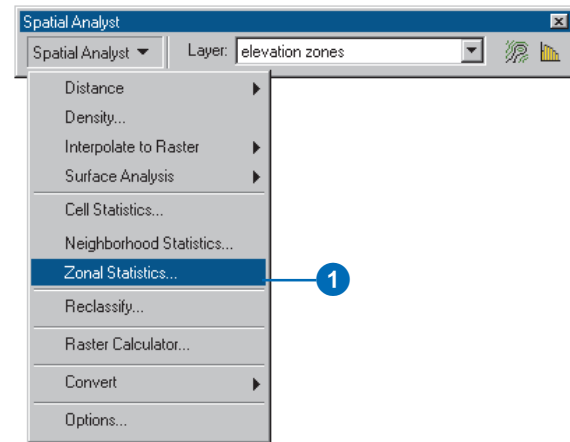 Spatial Analyst
Spatial Analyst Layer: elevation zones
Distance
Density...
Interpolate to Raster
Surface Analysis
Cell Statistics...
Neighborhood Statistics...
Zonal Statistics...
1
Reclassify...
Raster Calculator...
Convert
Options...